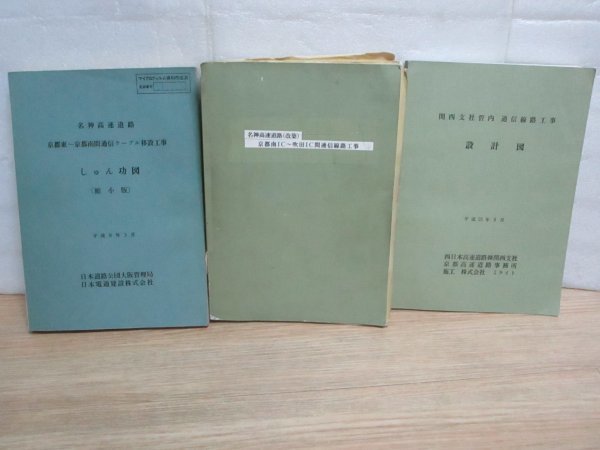 名神高速道路
京都東〜京都南間通信ケーブル移設工事
しゅん功図
(縮小版)
日本道路公団大阪管理局
日本電通建設株式会社
名神高速道路(改築)
京都南IC〜吹田IC間通信線路工事
関西支社管内 通信線路工事
設計図
西日本高速道路㈱関西支社
京都高速道路事務所
施工 株式会社 ミライト